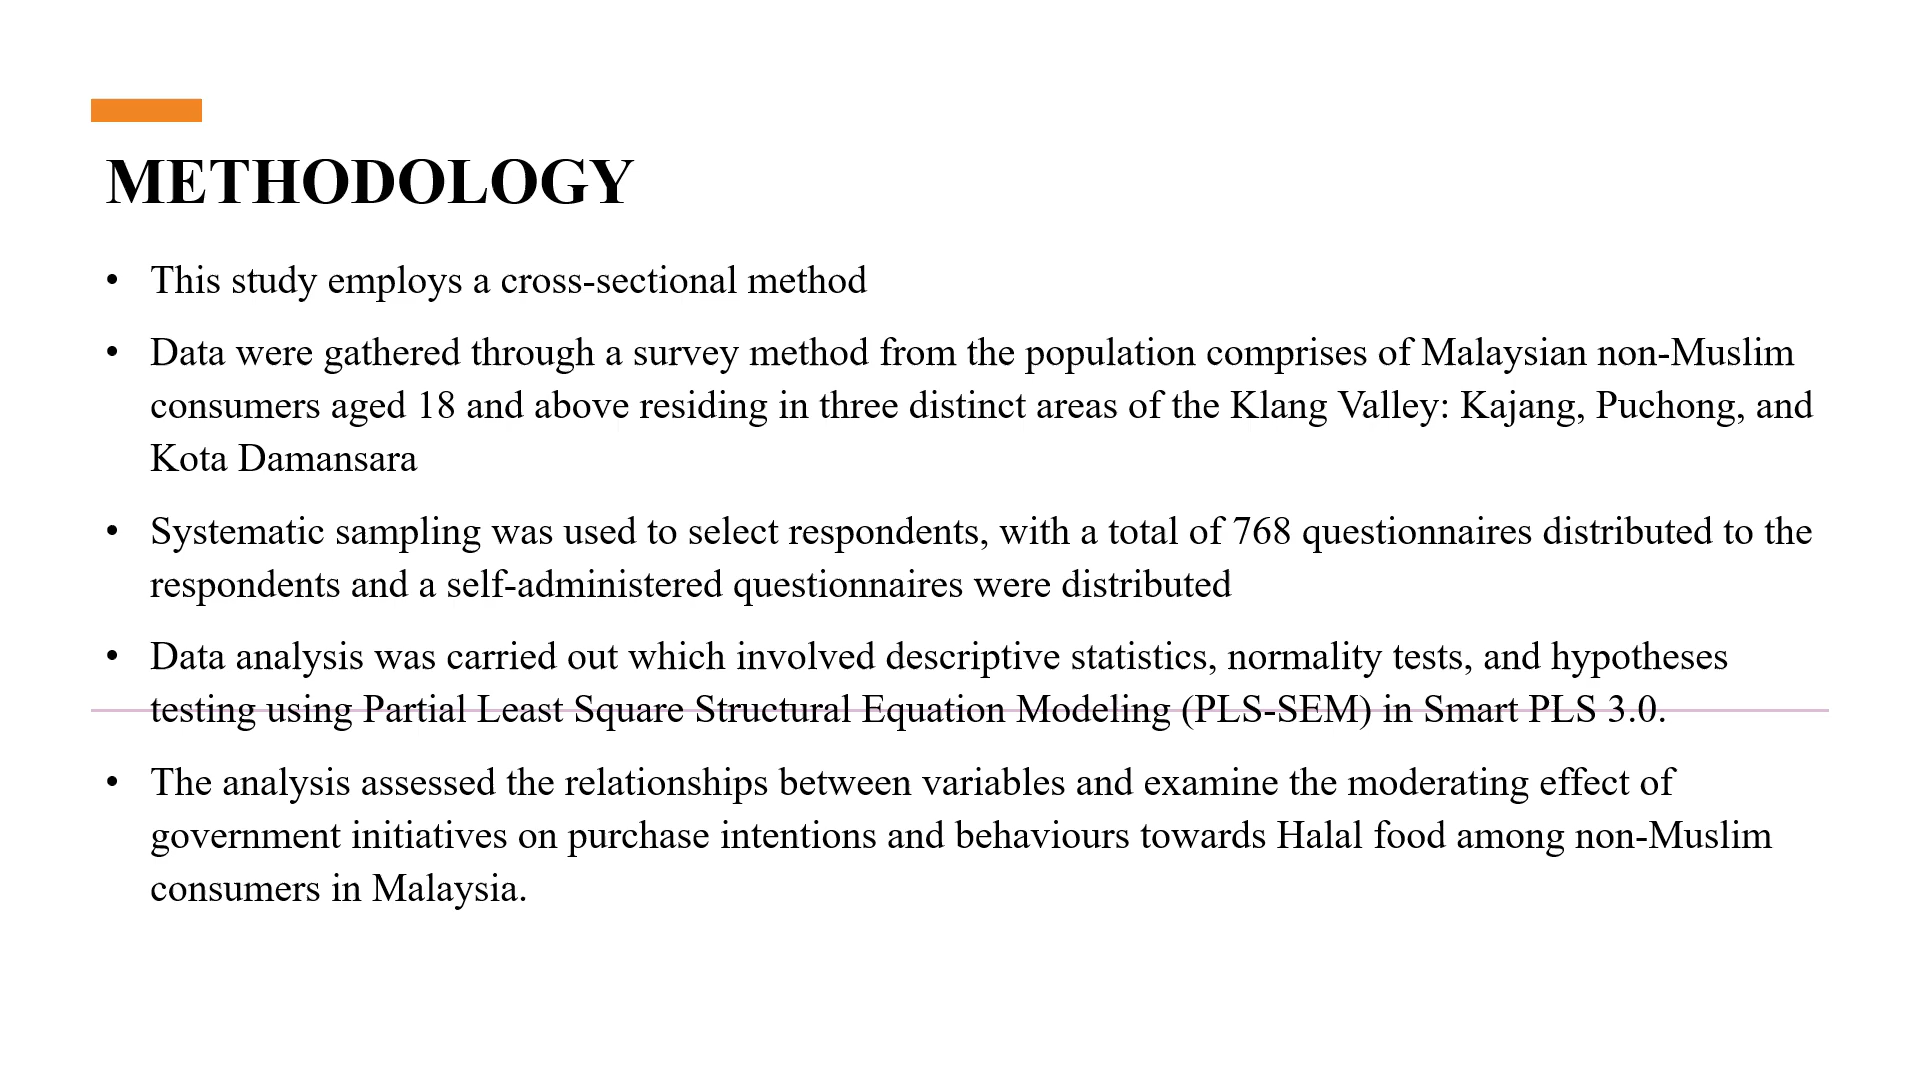 METHODOLOGY
• This study employs a cross-sectional method
• Data were gathered through a survey method from the population comprises of Malaysian non-Muslim
consumers aged 18 and above residing in three distinct areas of the Klang Valley: Kajang, Puchong, and
Kota Damansara
• Systematic sampling was used to select respondents, with a total of 768 questionnaires distributed to the
respondents and a self-administered questionnaires were distributed
• Data analysis was carried out which involved descriptive statistics, normality tests, and hypotheses
testing using Partial Least Square Structural Equation Modeling (PLS-SEM) in Smart PLS 3.0.
• The analysis assessed the relationships between variables and examine the moderating effect of
government initiatives on purchase intentions and behaviours towards Halal food among non-Muslim
consumers in Malaysia.